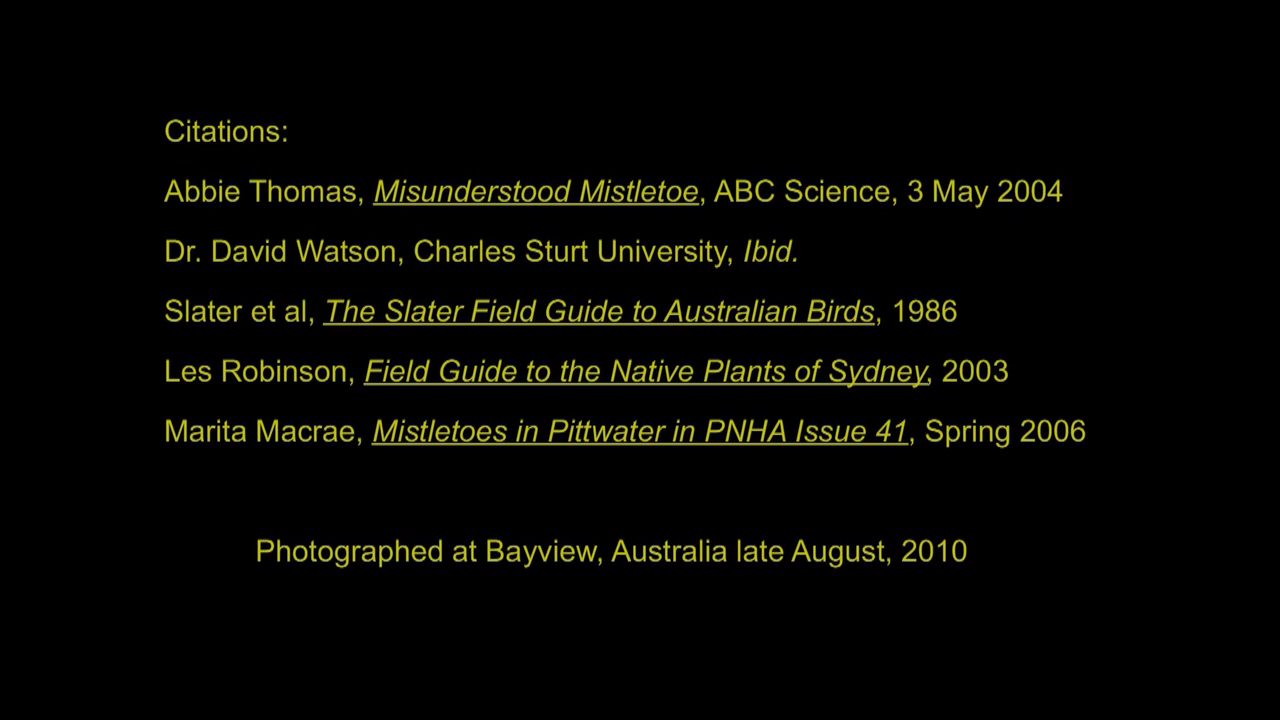 Citations:
Abbie Thomas, Misunderstood Mistletoe, ABC Science, 3 May 2004
Dr. David Watson, Charles Sturt University, Ibid.
Slater et al, The Slater Field Guide to Australian Birds, 1986
Les Robinson, Field Guide to the Native Plants of Sydney, 2003
Marita Macrae, Mistletoes in Pittwater in PNHA Issue 41, Spring 2006
Photographed at Bayview, Australia late August, 2010